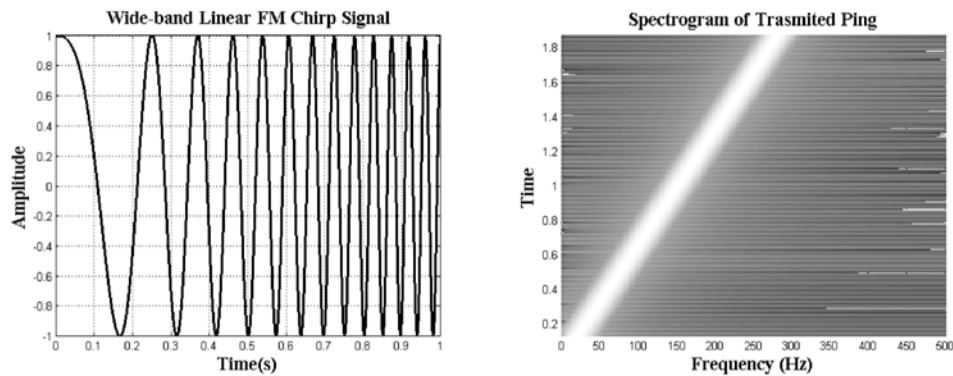 Wide-band Linear FM Chirp Signal
Amplitude
1
0.8
0.6
0.4
0.2
0
-0.2
-0.4
-0.6
-0.8
-1
0 0.1 0.2 0.3 0.4 0.5 0.6 0.7 0.8 0.9 1
Time(s)
Spectrogram of Trasmited Ping
Time
1.8
1.6
1.4
1.2
1
0.8
0.6
0.4
0.2
0 50 100 150 200 250 300 350 400 450 500
Frequency (Hz)